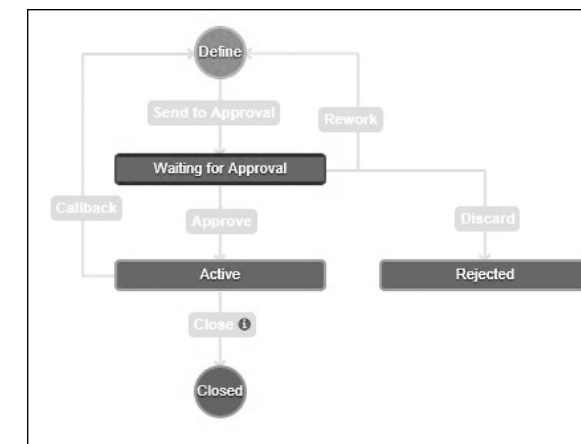 Define
Send to Approval
Rework
Waiting for Approval
Callback
Approve
Discard
Active
Rejected
Close i
Closed